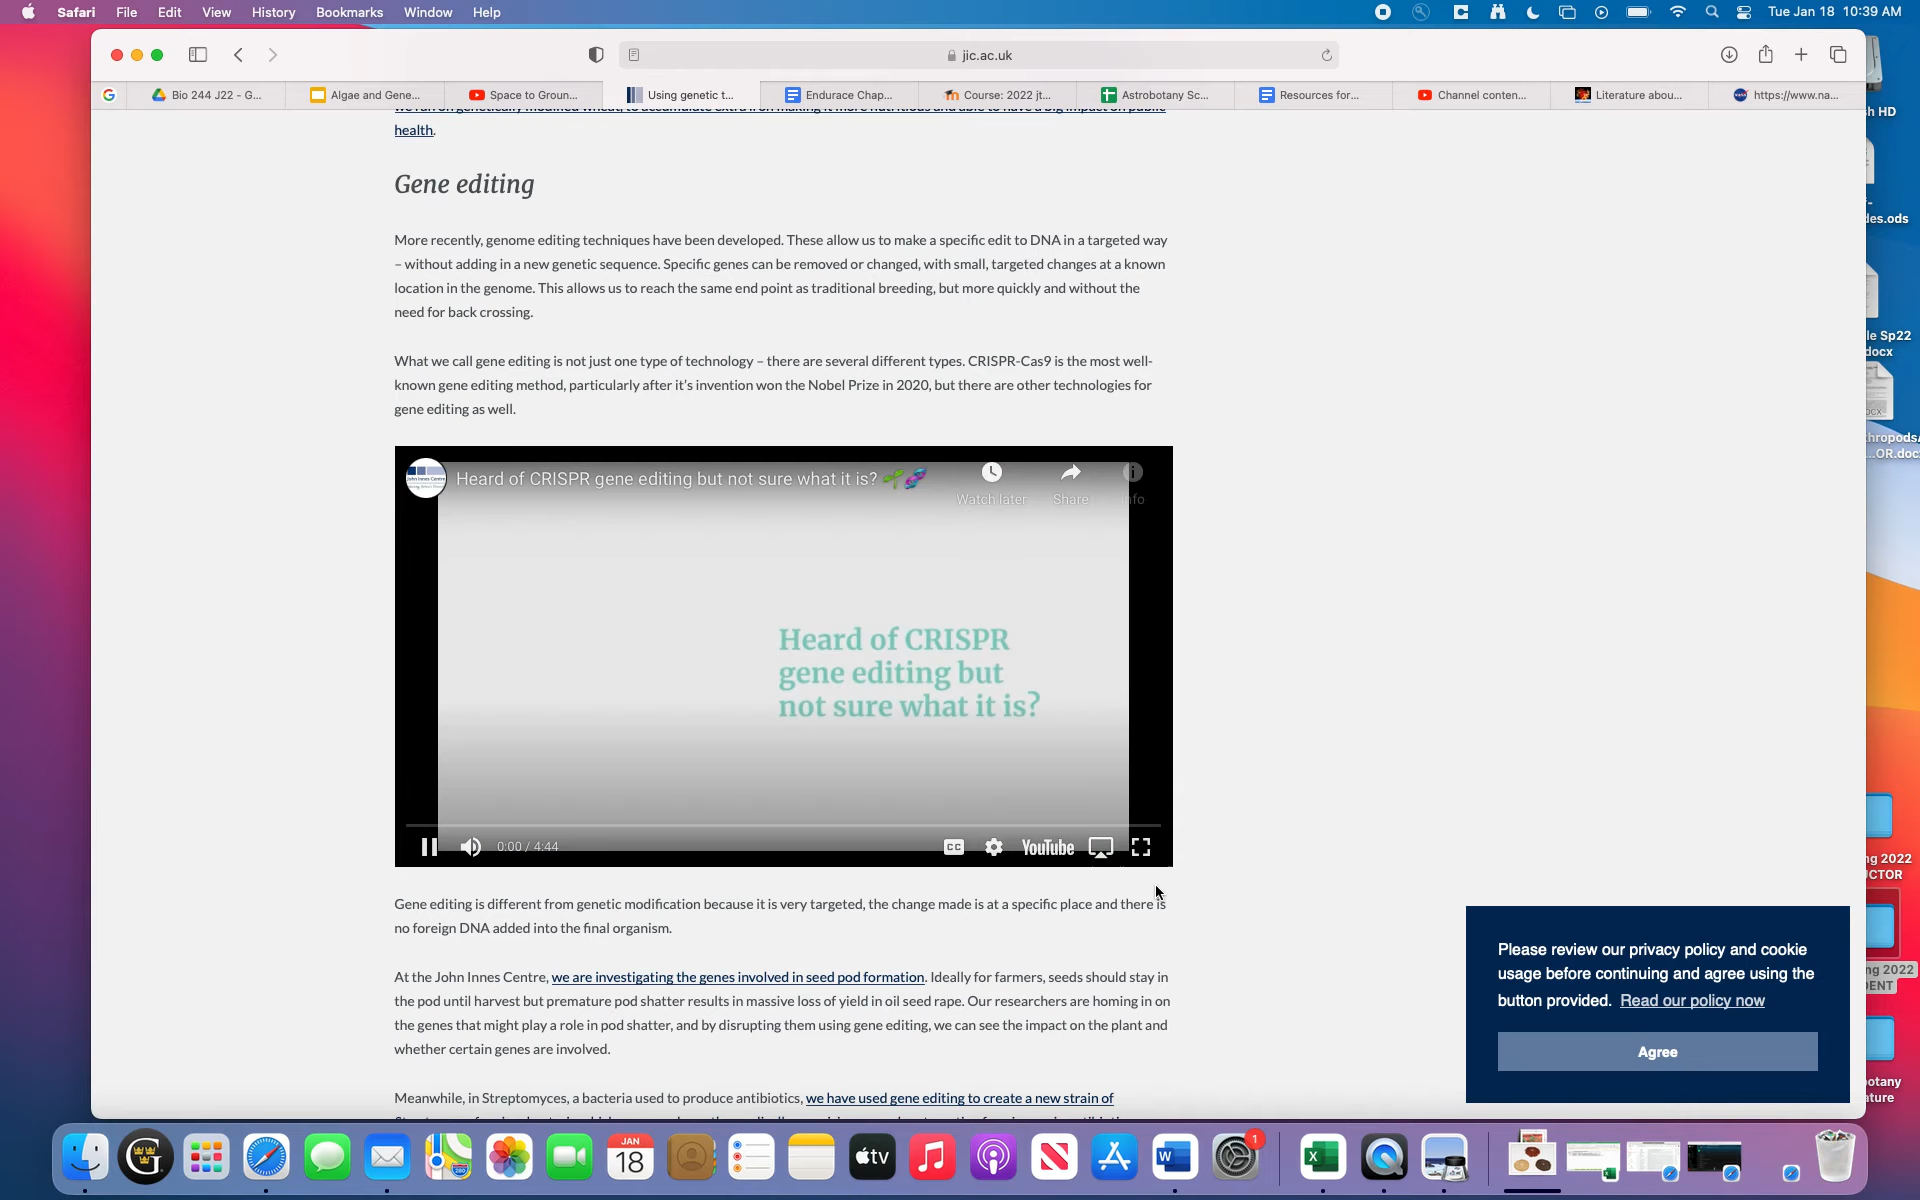 Safari File Edit View History Bookmarks Window Help Tue Jan 18 10:39 AM
jic.ac.uk
Bio 244 J22 - G... Algae and Gene... Space to Groun... Using genetic t... Endurace Chap... Course: 2022 jt... Astrobotany Sc... Resources for... Channel conten... Literature abou... https://www.na...
health.
Gene editing
More recently, genome editing techniques have been developed. These allow us to make a specific edit to DNA in a targeted way
– without adding in a new genetic sequence. Specific genes can be removed or changed, with small, targeted changes at a known
location in the genome. This allows us to reach the same end point as traditional breeding, but more quickly and without the
need for back crossing.
What we call gene editing is not just one type of technology – there are several different types. CRISPR-Cas9 is the most well-
known gene editing method, particularly after it's invention won the Nobel Prize in 2020, but there are other technologies for
gene editing as well.
Heard of CRISPR gene editing but not sure what it is?
Watch later Share Info
Heard of CRISPR
gene editing but
not sure what it is?
0:00 / 4:44 CC YouTube
Gene editing is different from genetic modification because it is very targeted, the change made is at a specific place and there is
no foreign DNA added into the final organism.
At the John Innes Centre, we are investigating the genes involved in seed pod formation. Ideally for farmers, seeds should stay in
the pod until harvest but premature pod shatter results in massive loss of yield in oil seed rape. Our researchers are homing in on
the genes that might play a role in pod shatter, and by disrupting them using gene editing, we can see the impact on the plant and
whether certain genes are involved.
Meanwhile, in Streptomyces, a bacteria used to produce antibiotics, we have used gene editing to create a new strain of
Please review our privacy policy and cookie
usage before continuing and agree using the
button provided. Read our policy now
Agree
sh HD
des.ods
le Sp22
docx
hropods
...OR.doc
ng 2022
UCTOR
ng 2022
DENT
otany
ature
JAN
18
tv
W
1
X